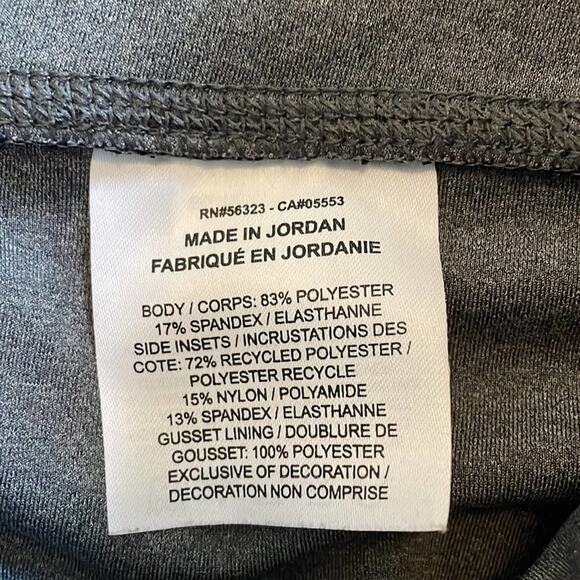 RN#56323 - CA#05553
MADE IN JORDAN
FABRIQUÉ EN JORDANIE
BODY / CORPS: 83% POLYESTER
17% SPANDEX / ELASTHANNE
SIDE INSETS / INCRUSTATIONS DES
COTE: 72% RECYCLED POLYESTER /
POLYESTER RECYCLE
15% NYLON / POLYAMIDE
13% SPANDEX / ELASTHANNE
GUSSET LINING / DOUBLURE DE
GOUSSET: 100% POLYESTER
EXCLUSIVE OF DECORATION /
DECORATION NON COMPRISE